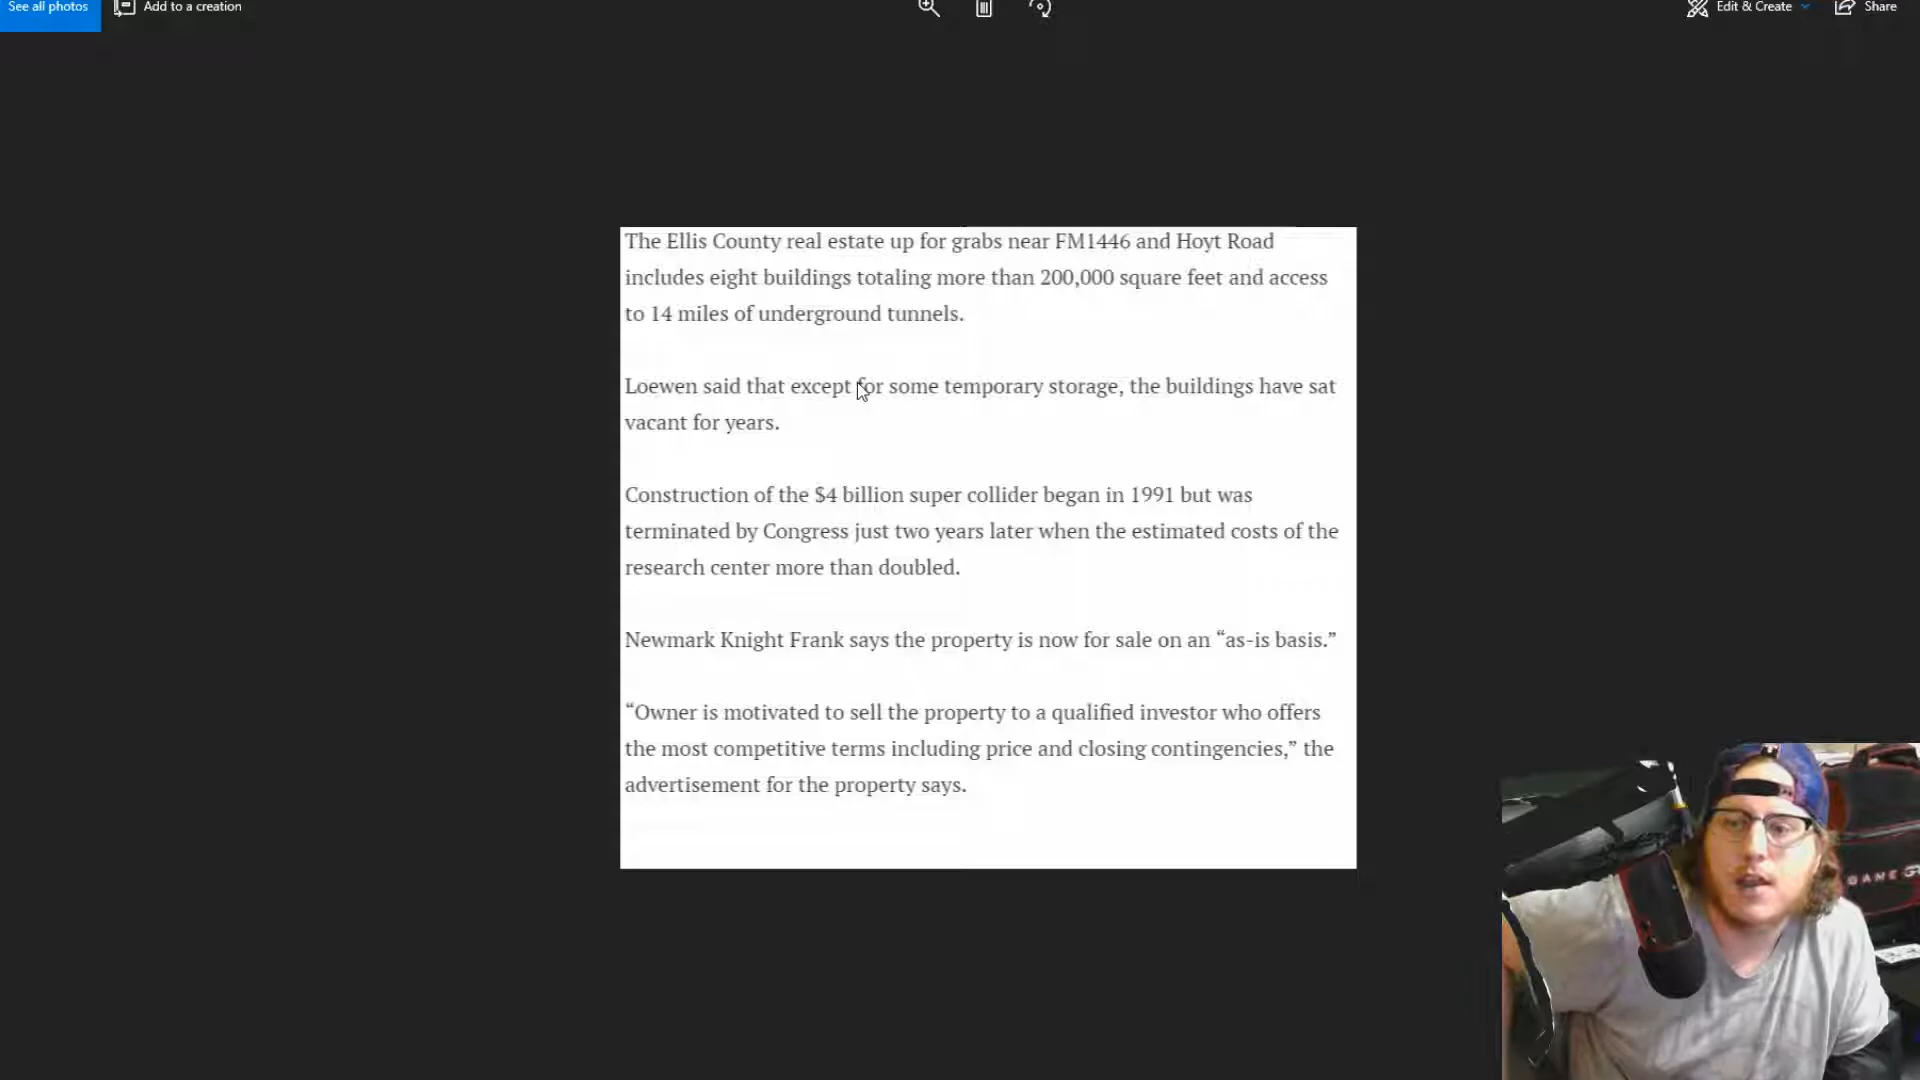 See all photos
Add to a creation
Edit & Create
Share
The Ellis County real estate up for grabs near FM1446 and Hoyt Road
includes eight buildings totaling more than 200,000 square feet and access
to 14 miles of underground tunnels.
Loewen said that except for some temporary storage, the buildings have sat
vacant for years.
Construction of the $4 billion super collider began in 1991 but was
terminated by Congress just two years later when the estimated costs of the
research center more than doubled.
Newmark Knight Frank says the property is now for sale on an “as-is basis.”
“Owner is motivated to sell the property to a qualified investor who offers
the most competitive terms including price and closing contingencies,” the
advertisement for the property says.
GAME